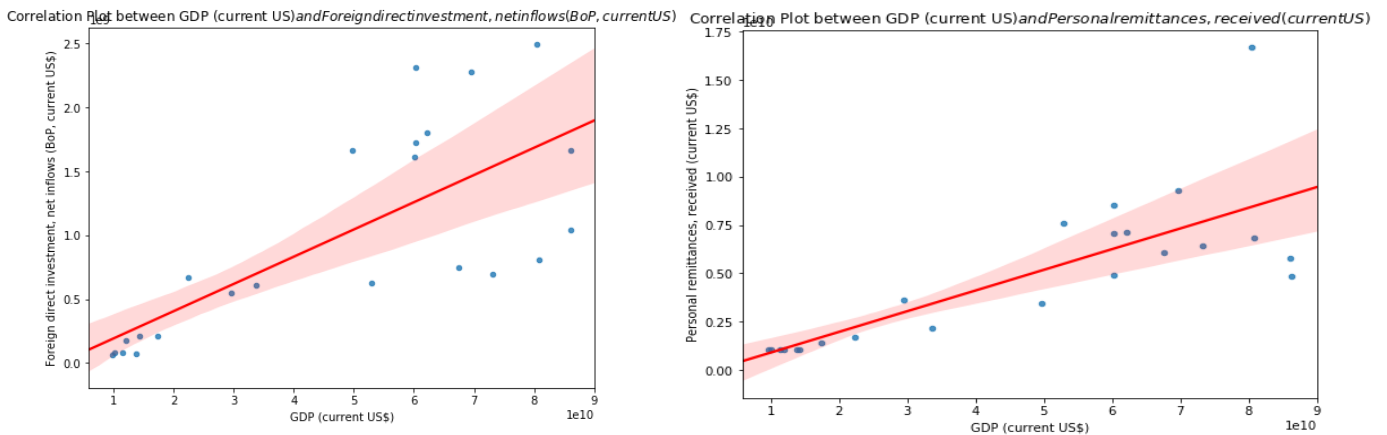 Correlation Plot between GDP (current US)andForeigndirectinvestment,netinflows(BoP,currentUS)
1e9
2.5
2.0
1.5
1.0
0.5
0.0
Foreign direct investment, net inflows (BoP, current US$)
1 2 3 4 5 6 7 8 9
1e10
GDP (current US$)
Correlation Plot between GDP (current US)andPersonalremittances,received(currentUS)
1e10
1.75
1.50
1.25
1.00
0.75
0.50
0.25
0.00
Personal remittances, received (current US$)
1 2 3 4 5 6 7 8 9
1e10
GDP (current US$)